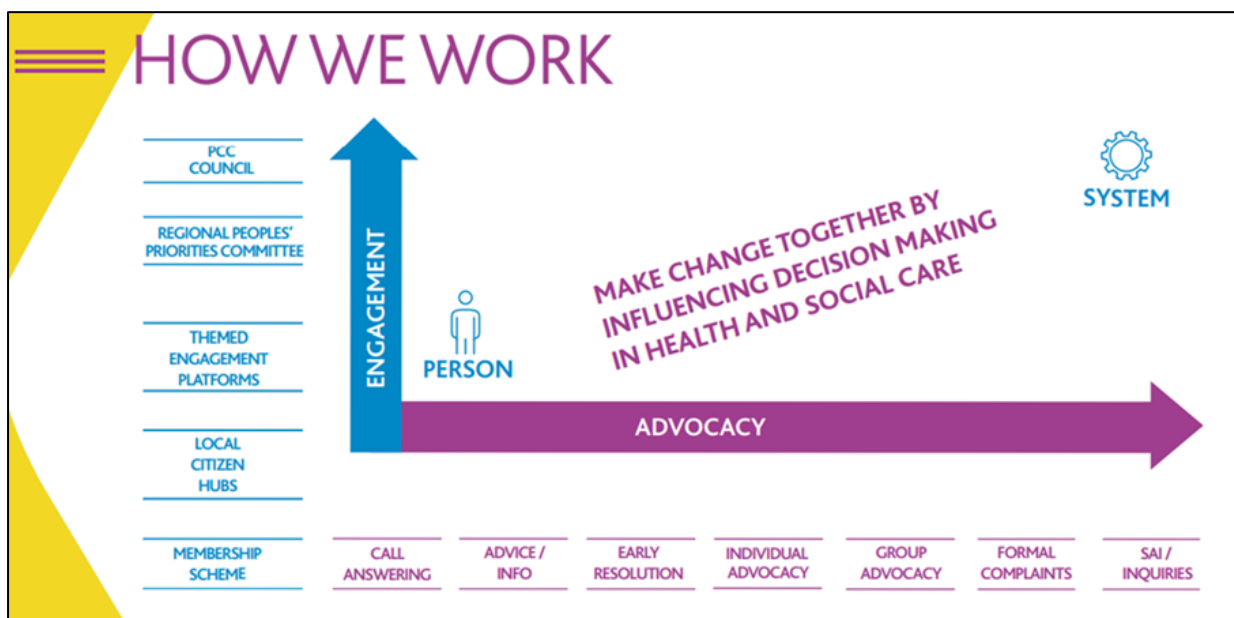 HOW WE WORK
PCC
COUNCIL
REGIONAL PEOPLES'
PRIORITIES COMMITTEE
THEMED
ENGAGEMENT
PLATFORMS
LOCAL
CITIZEN
HUBS
MEMBERSHIP
SCHEME
ENGAGEMENT
PERSON
MAKE CHANGE TOGETHER BY
INFLUENCING DECISION MAKING
IN HEALTH AND SOCIAL CARE
SYSTEM
ADVOCACY
CALL
ANSWERING
ADVICE /
INFO
EARLY
RESOLUTION
INDIVIDUAL
ADVOCACY
GROUP
ADVOCACY
FORMAL
COMPLAINTS
SAI /
INQUIRIES